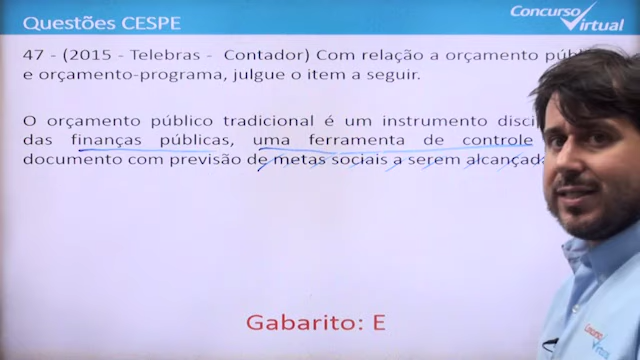 Questões CESPE
Concurso
Virtual
47 - (2015 - Telebras - Contador) Com relação a orçamento públ
e orçamento-programa, julgue o item a seguir.
O orçamento público tradicional é um instrumento disci
das finanças públicas, uma ferramenta de controle
documento com previsão de metas sociais a serem alcançada
Gabarito: E
Concurso